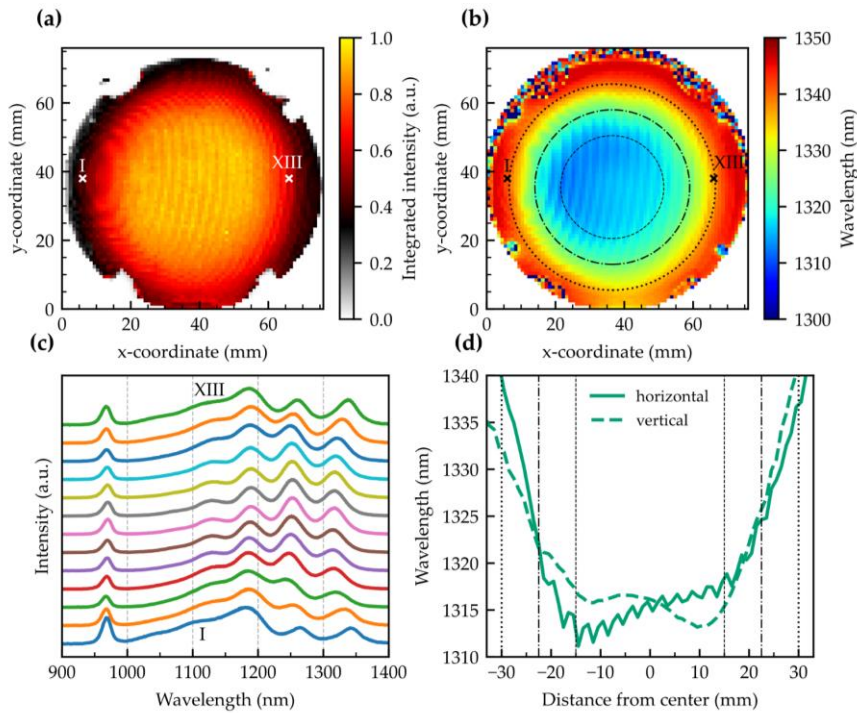 (a)
(b)
y-coordinate (mm)
60
40
20
0
I
XIII
0
20
40
60
x-coordinate (mm)
1.0
0.8
0.6
0.4
0.2
0.0
Integrated intensity (a.u.)
y-coordinate (mm)
60
40
20
0
I
XIII
0
20
40
60
x-coordinate (mm)
1350
1340
1330
1320
1310
1300
Wavelength (nm)
(c)
(d)
Intensity (a.u.)
XIII
I
900
1000
1100
1200
1300
1400
Wavelength (nm)
Wavelength (nm)
1340
1335
1330
1325
1320
1315
1310
horizontal
vertical
−30
−20
−10
0
10
20
30
Distance from center (mm)